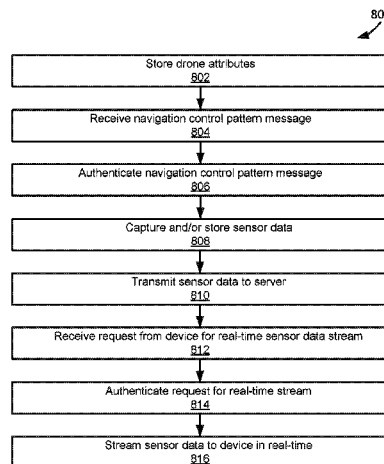 80
Store drone attributes
802
Receive navigation control pattern message
804
Authenticate navigation control pattern message
806
Capture and/or store sensor data
808
Transmit sensor data to server
810
Receive request from device for real-time sensor data stream
812
Authenticate request for real-time stream
814
Stream sensor data to device in real-time
816